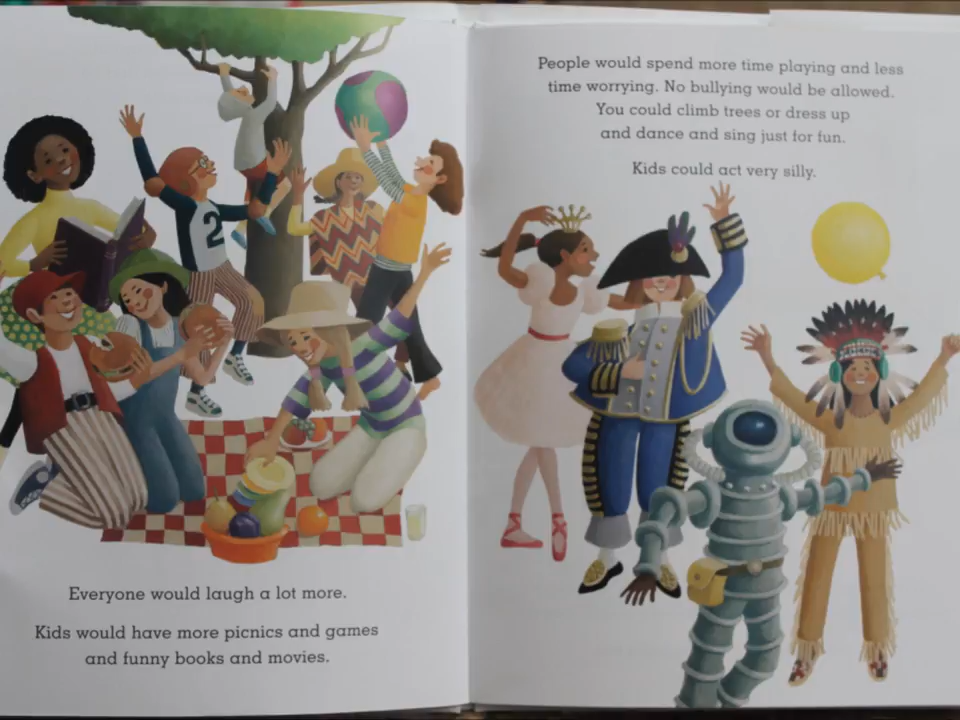 2
Everyone would laugh a lot more.
Kids would have more picnics and games
and funny books and movies.
People would spend more time playing and less
time worrying. No bullying would be allowed.
You could climb trees or dress up
and dance and sing just for fun.
Kids could act very silly.